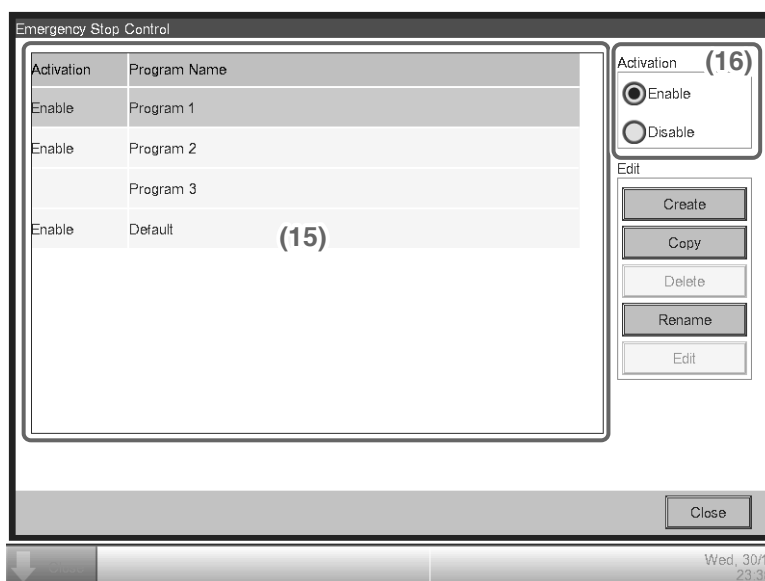 Emergency Stop Control
Activation Program Name
Enable Program 1
Enable Program 2
Program 3
Enable Default
(15)
Activation (16)
Enable
Disable
Edit
Create
Copy
Delete
Rename
Edit
Close
Wed, 30/1
23:3